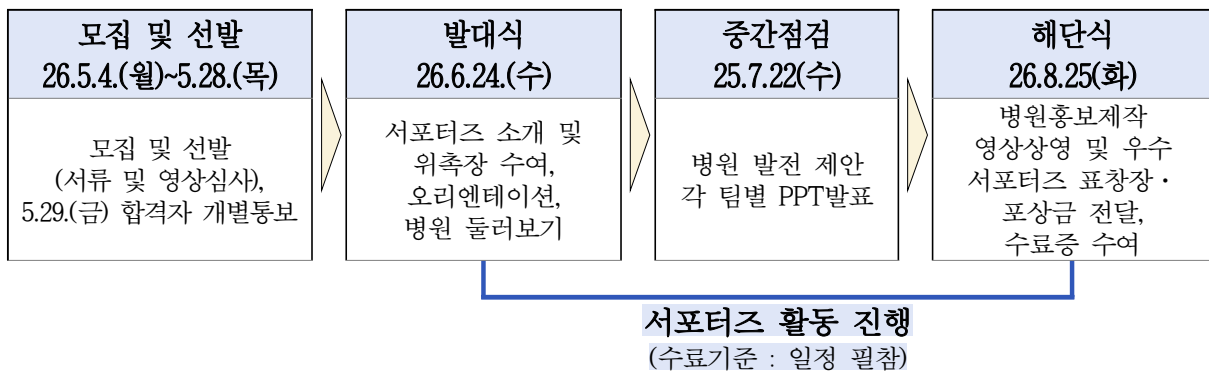 모집 및 선발
26.5.4.(월)~5.28.(목)
모집 및 선발
(서류 및 영상심사),
5.29.(금) 합격자 개별통보
발대식
26.6.24.(수)
서포터즈 소개 및
위촉장 수여,
오리엔테이션,
병원 둘러보기
중간점검
25.7.22(수)
병원 발전 제안
각 팀별 PPT발표
해단식
26.8.25(화)
병원홍보제작
영상상영 및 우수
서포터즈 표창장·
포상금 전달,
수료증 수여
서포터즈 활동 진행
(수료기준 : 일정 필참)